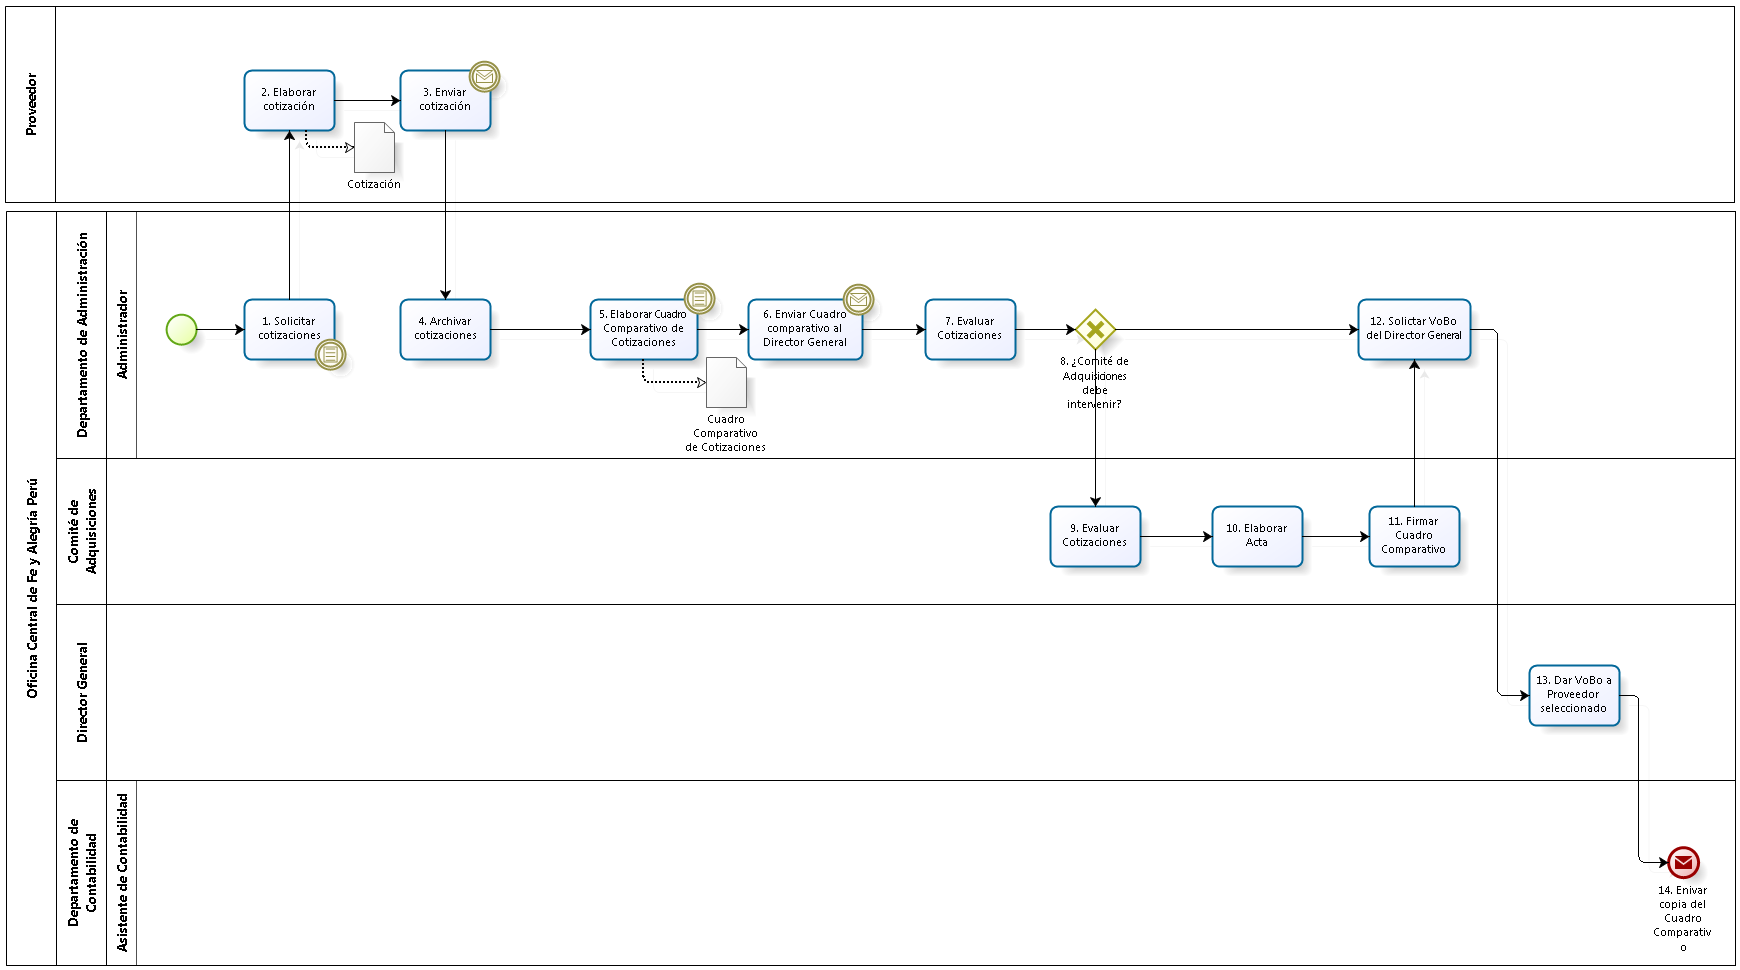 Proveedor
2. Elaborar
cotización
3. Enviar
cotización
Cotización
Oficina Central de Fe y Alegría Perú
Departamento de Administración
Administrador
1. Solicitar
cotizaciones
4. Archivar
cotizaciones
5. Elaborar Cuadro
Comparativo de
Cotizaciones
Cuadro
Comparativo
de Cotizaciones
6. Enviar Cuadro
comparativo al
Director General
7. Evaluar
Cotizaciones
8. ¿Comité de
Adquisiciones
debe
intervenir?
12. Solictar VoBo
del Director General
Comité de
Adquisiciones
9. Evaluar
Cotizaciones
10. Elaborar
Acta
11. Firmar
Cuadro
Comparativo
Director General
13. Dar VoBo a
Proveedor
seleccionado
Departamento de
Contabilidad
Asistente de Contabilidad
14. Enivar
copia del
Cuadro
Comparativ
o